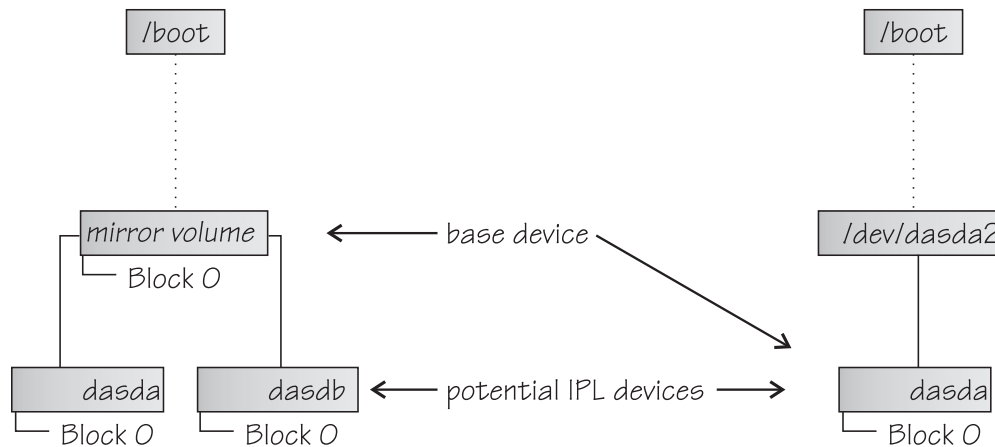 /boot
/boot
mirror volume
base device
/dev/dasda2
Block 0
dasda
dasdb
potential IPL devices
dasda
Block 0
Block 0
Block 0